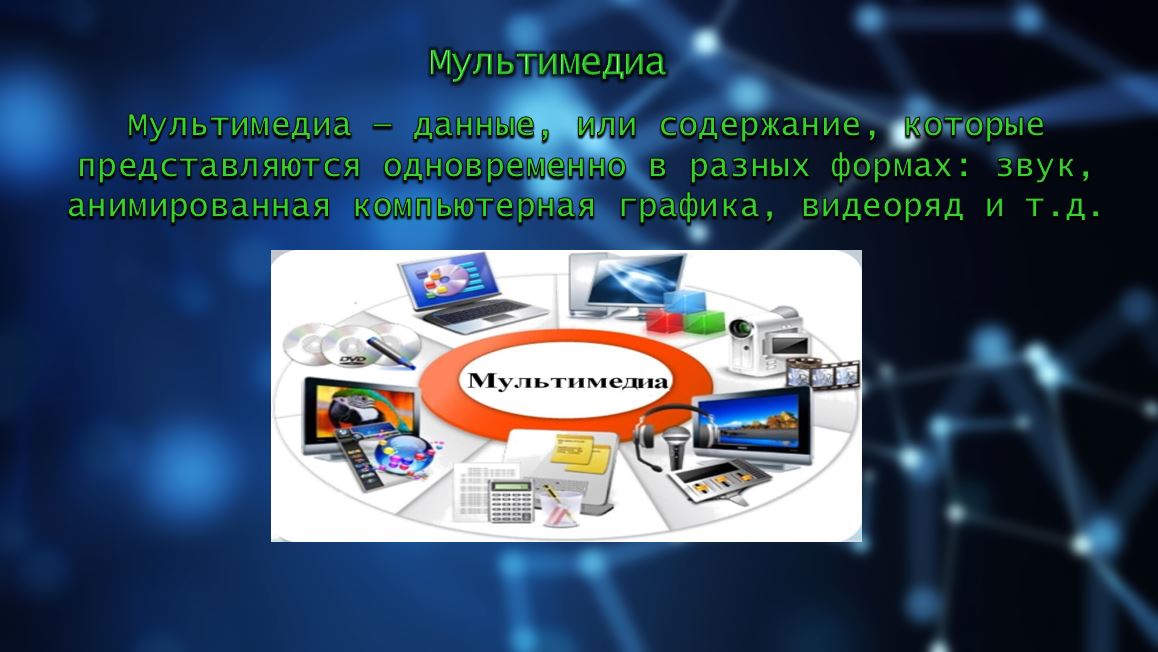 Мультимедиа
Мультимедиа – данные, или содержание, которые
представляются одновременно в разных формах: звук,
анимированная компьютерная графика, видеоряд и т.д.
DVD
Мультимедиа